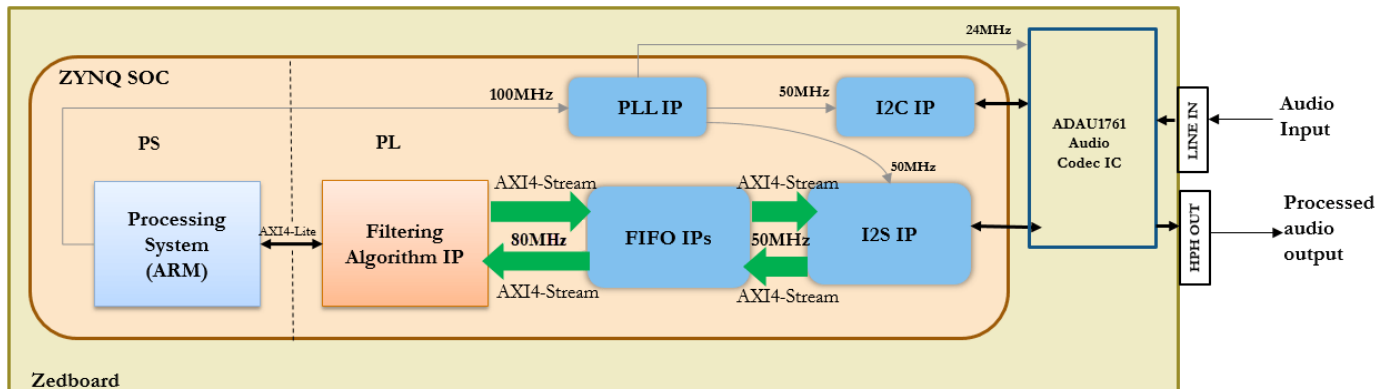 24MHz
ZYNQ SOC
100MHz
PLL IP
50MHz
I2C IP
ADAU1761
Audio
Codec IC
LINE IN
Audio
Input
PS
PL
50MHz
Processing
System
(ARM)
AXI4-Lite
Filtering
Algorithm IP
AXI4-Stream
80MHz
AXI4-Stream
FIFO IPs
AXI4-Stream
50MHz
AXI4-Stream
I2S IP
HPH OUT
Processed
audio
output
Zedboard